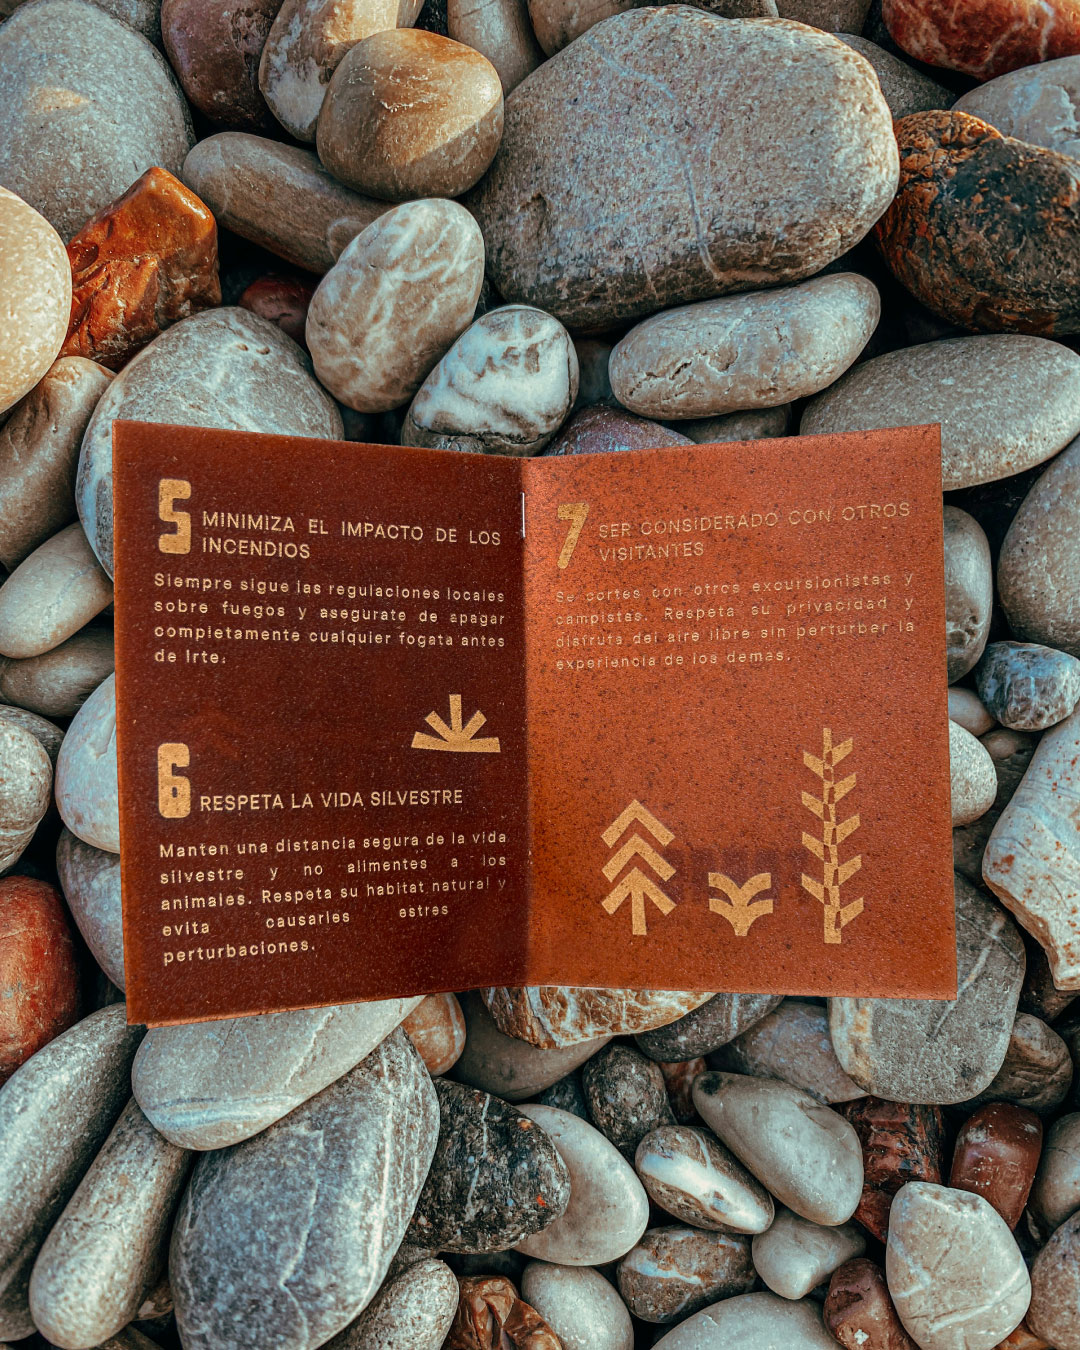 5
MINIMIZA EL IMPACTO DE LOS
INCENDIOS
Siempre sigue las regulaciones locales
sobre fuegos y asegurate de apagar
completamente cualquier fogata antes
de irte.
6
RESPETA LA VIDA SILVESTRE
Manten una distancia segura de la vida
silvestre y no alimentes a los
animales. Respeta su habitat natural y
evita causarles estres
perturbaciones.
7
SER CONSIDERADO CON OTROS
VISITANTES
Se cortes con otros excursionistas y
campistas. Respeta su privacidad y
disfruta del aire libre sin perturber la
experiencia de los demas.